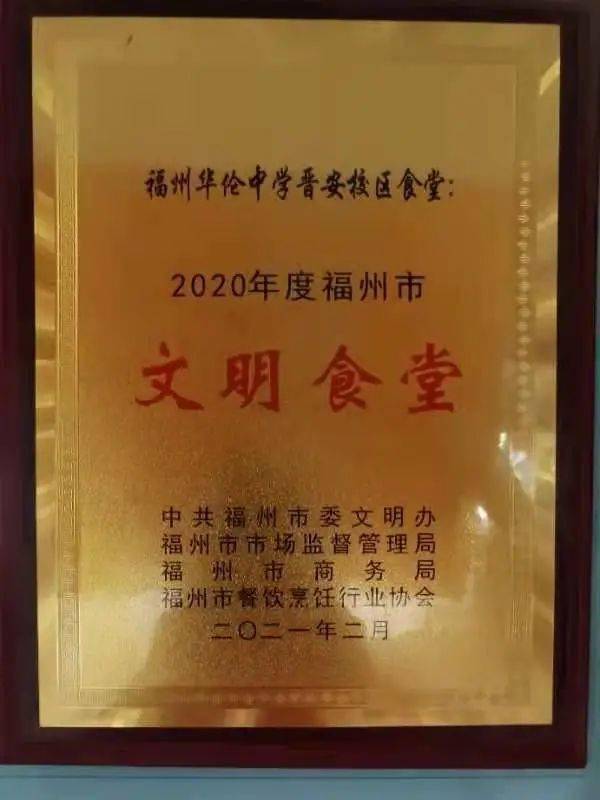 福州华伦中学晋安校区食堂：
2020年度福州市
文明食堂
中共福州市委文明办
福州市市场监督管理局
福州市商务局
福州市餐饮烹饪行业协会
二〇二一年二月